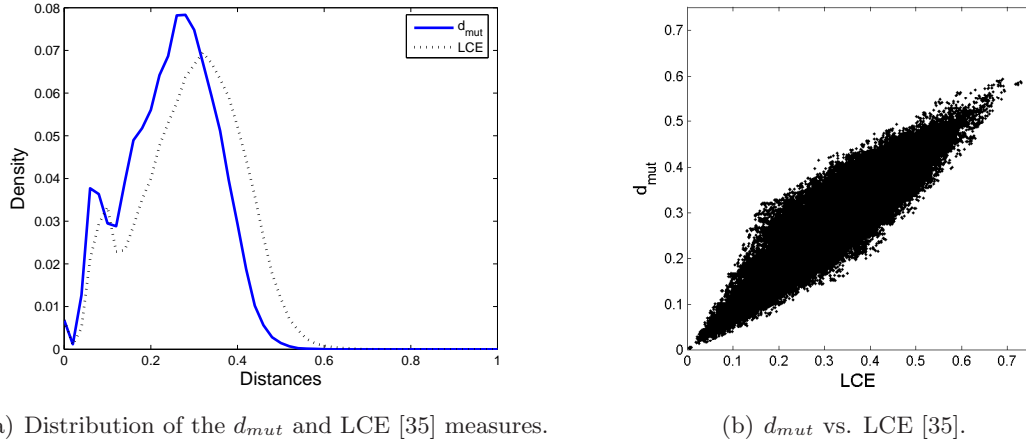 0.08
0.07
0.06
0.05
0.04
0.03
0.02
0.01
0
Density
0 0.2 0.4 0.6 0.8 1
Distances
d_mut
LCE
0.7
0.6
0.5
0.4
0.3
0.2
0.1
0
d_mut
0 0.1 0.2 0.3 0.4 0.5 0.6 0.7
LCE
a) Distribution of the d_mut and LCE [35] measures.
(b) d_mut vs. LCE [35].